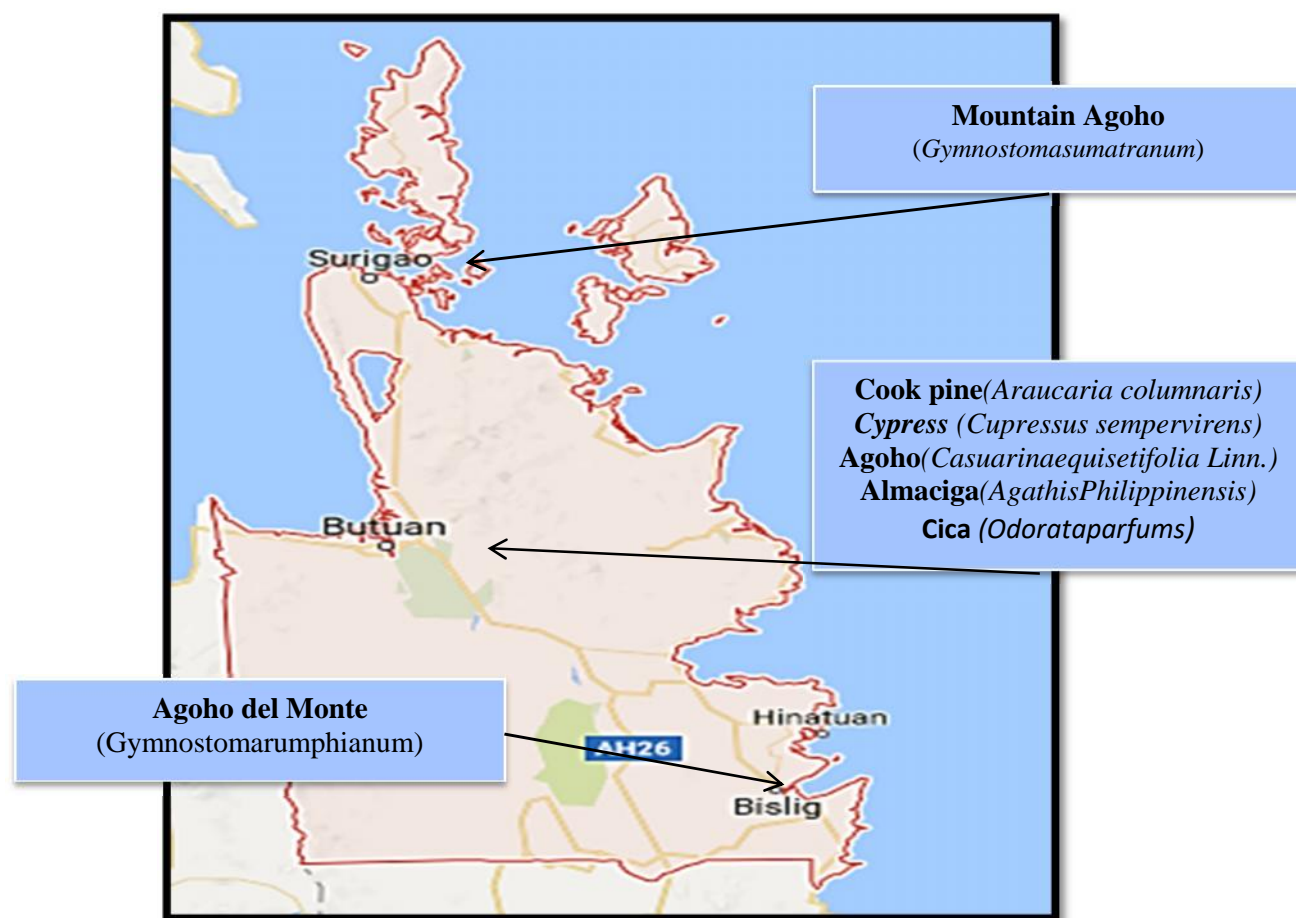 Mountain Agoho
(Gymnostomasumatranum)
Surigao
Cook pine(Araucaria columnaris)
Cypress (Cupressus sempervirens)
Agoho(Casuarinaequisetifolia Linn.)
Almaciga(AgathisPhilippinensis)
Cica (Odorataparfums)
Butuan
Agoho del Monte
(Gymnostomarumphianum)
Hinatuan
AH26
Bislig